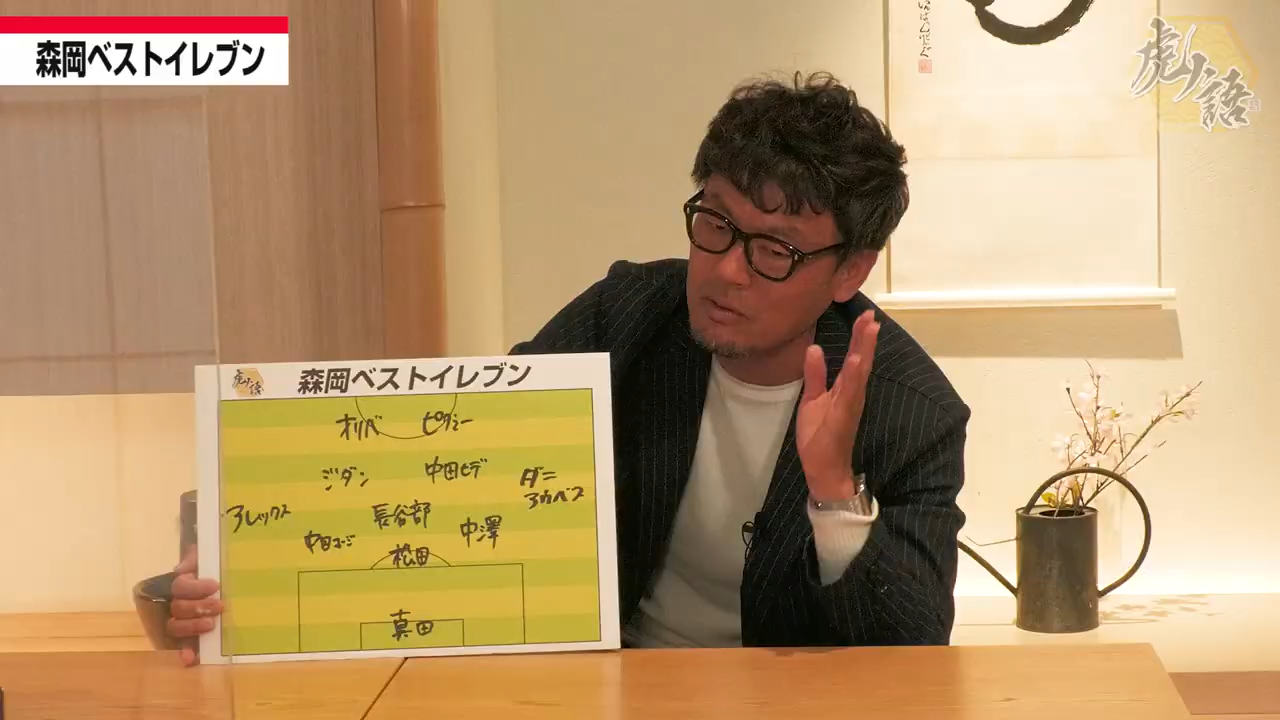 森岡ベストイレブン
虎ノ語
森岡ベストイレブン
オリベ ピクシー
ジダン 中田ヒデ ダニ
アウベス
アレックス 長谷部
中田コージ 中澤
松田
真田